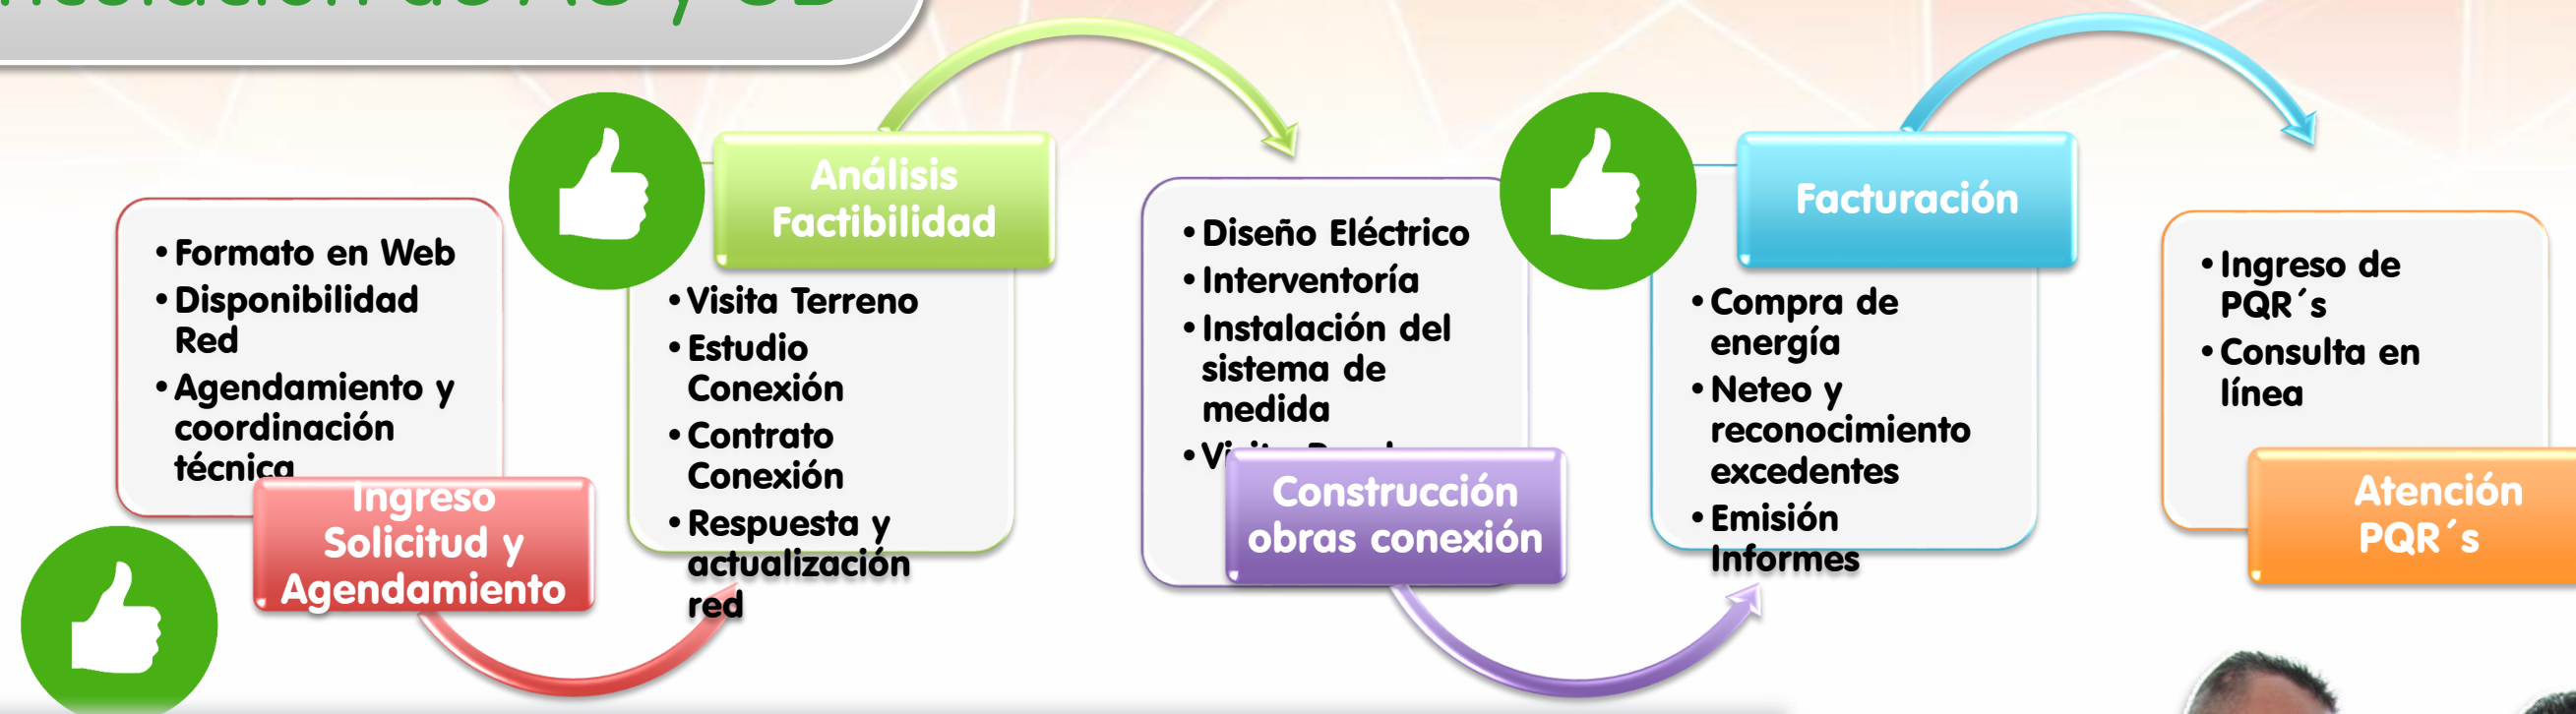 • Formato en Web
• Disponibilidad
Red
• Agendamiento y
coordinación
técnica
Ingreso
Solicitud y
Agendamiento
Análisis
Factibilidad
• Visita Terreno
• Estudio
Conexión
• Contrato
Conexión
• Respuesta y
actualización
red
• Diseño Eléctrico
• Interventoría
• Instalación del
sistema de
medida
Construcción
obras conexión
Facturación
• Compra de
energía
• Neteo y
reconocimiento
excedentes
• Emisión
Informes
• Ingreso de
PQR´s
• Consulta en
línea
Atención
PQR´s